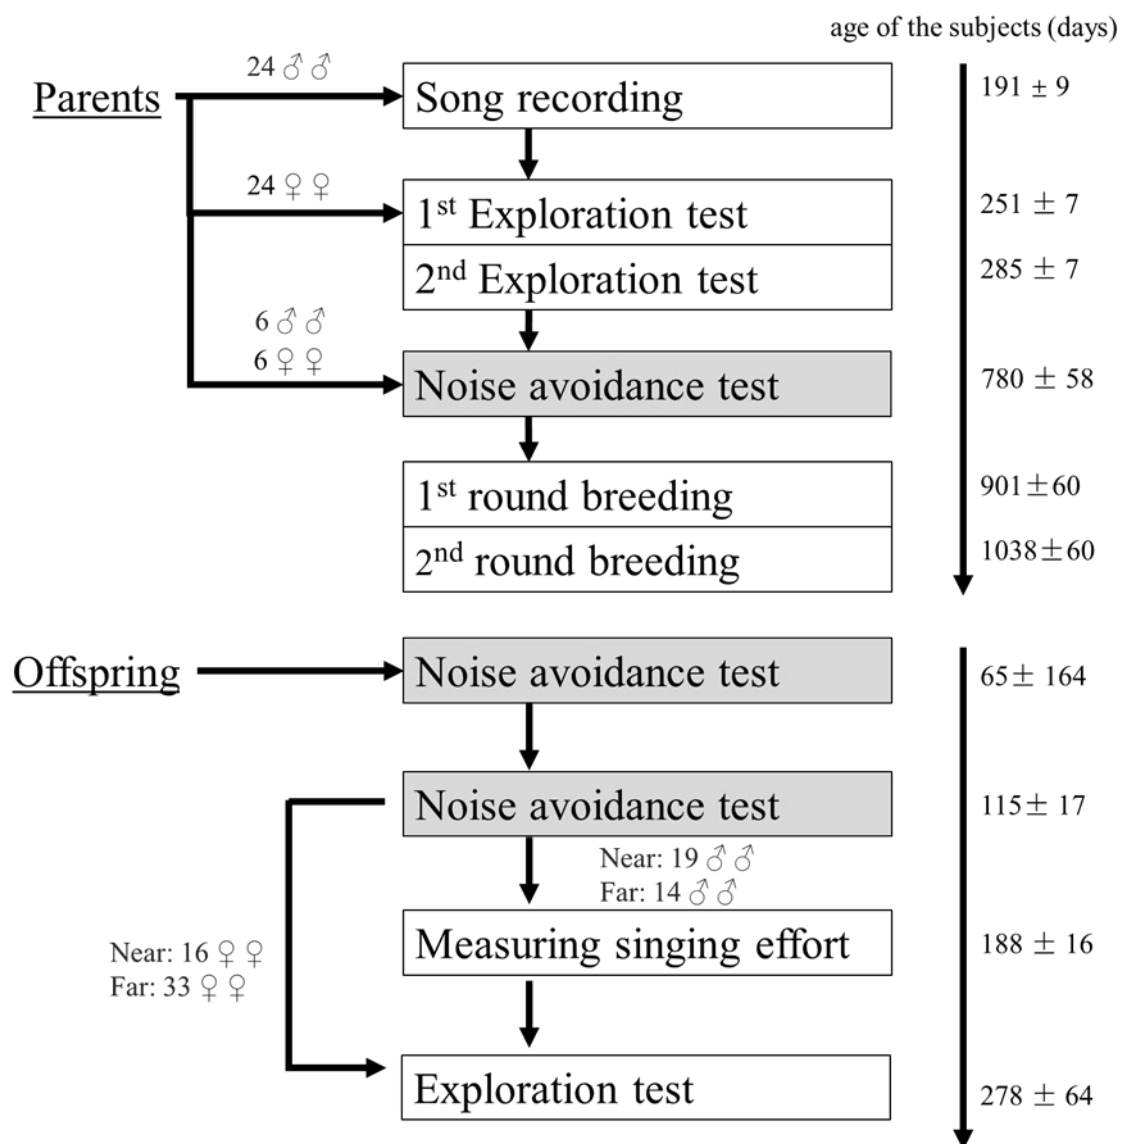 age of the subjects (days)
24 ♂ ♂
Parents
Song recording
191 ± 9
24 ♀ ♀
1st Exploration test
251 ± 7
2nd Exploration test
285 ± 7
6 ♂ ♂
6 ♀ ♀
Noise avoidance test
780 ± 58
1st round breeding
901±60
2nd round breeding
1038±60
Offspring
Noise avoidance test
65± 164
Noise avoidance test
115± 17
Near: 19 ♂ ♂
Far: 14 ♂ ♂
Near: 16 ♀ ♀
Far: 33 ♀ ♀
Measuring singing effort
188 ± 16
Exploration test
278 ± 64